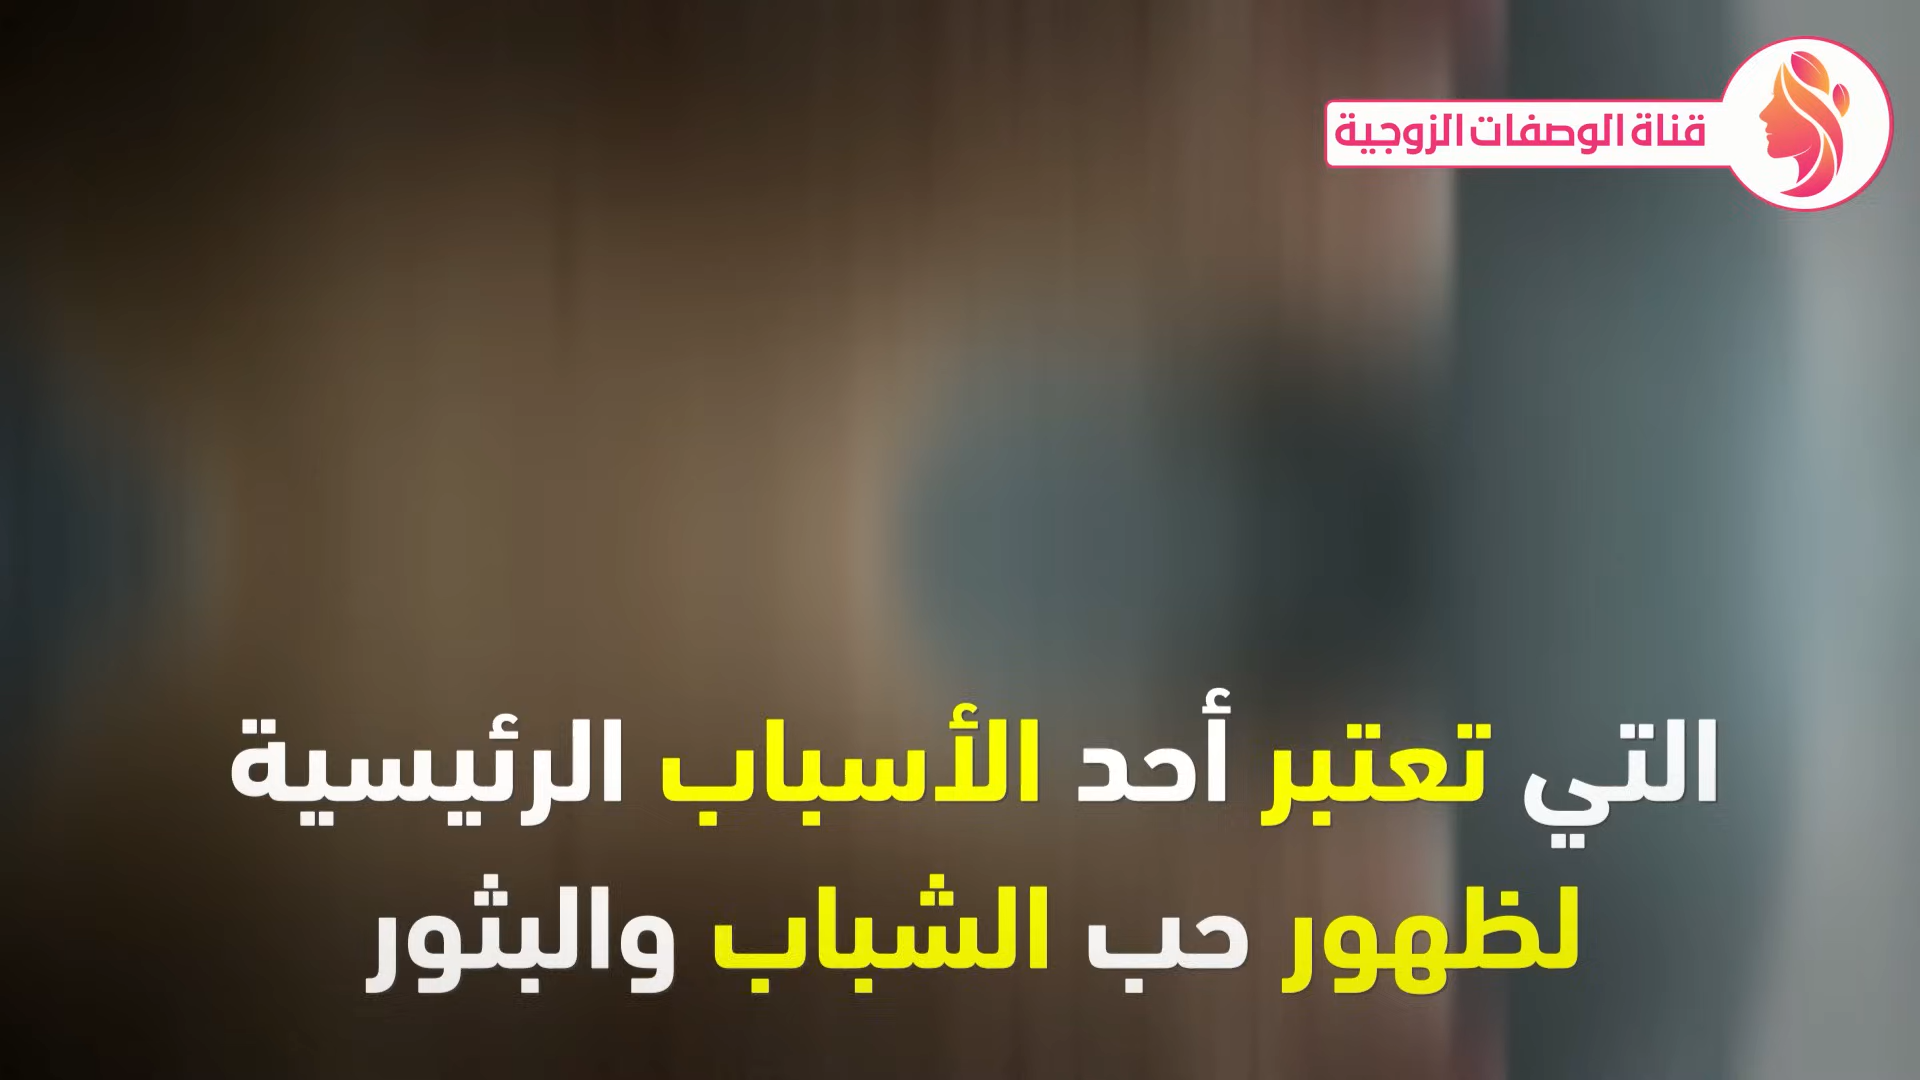 قناة الوصفات الزوجية
التي تعتبر أحد الأسباب الرئيسية
لظهور حب الشباب والبثور